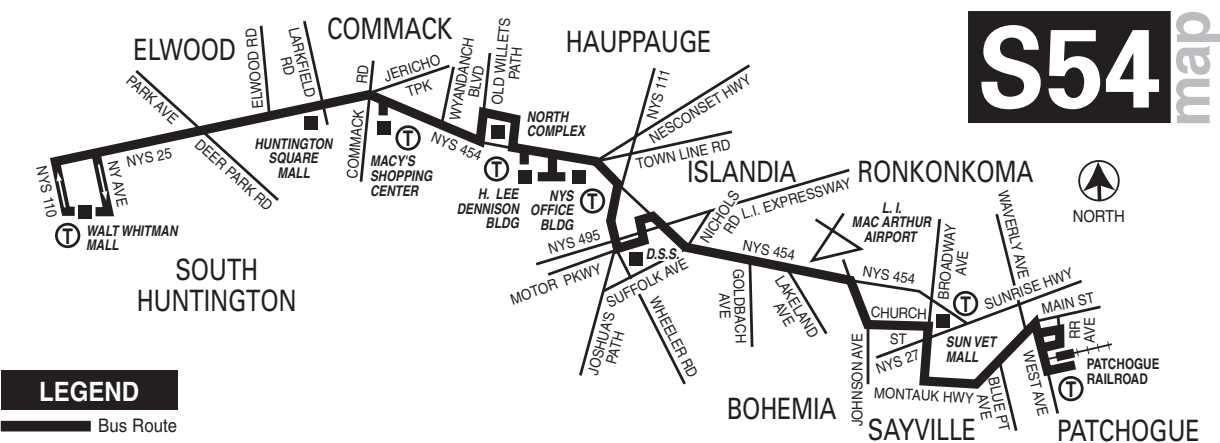 S54
map
ELWOOD
COMMACK
HAUPPAUGE
ISLANDIA
RONKONKOMA
SOUTH
HUNTINGTON
BOHEMIA
SAYVILLE
PATCHOGUE
NORTH
PARK AVE
DEER PARK RD
ELWOOD RD
LARKFIELD
RD
COMMACK
RD
JERICHO
TPK
WYANDANCH
BLVD
OLD WILLETS
PATH
NYS 111
NESCONSET HWY
TOWN LINE RD
NYS 110
NY AVE
NYS 25
NYS 454
T
WALT WHITMAN
MALL
HUNTINGTON
SQUARE
MALL
T
MACY'S
SHOPPING
CENTER
NORTH
COMPLEX
T
H. LEE
DENNISON
BLDG
NYS
OFFICE
BLDG
T
NYS 495
L.I. EXPRESSWAY
MOTOR PKWY
D.S.S.
SUFFOLK AVE
JOSHUA'S
PATH
WHEELER RD
NICHOLS
RD
NYS 454
GOLDBACH
AVE
LAKELAND
AVE
L. I.
MAC ARTHUR
AIRPORT
NYS 454
BROADWAY
AVE
WAVERLY AVE
T
SUNRISE HWY
CHURCH
ST
NYS 27
SUN VET
MALL
JOHNSON AVE
MONTAUK HWY
BLUE PT
AVE
WEST AVE
MAIN ST
RR
AVE
PATCHOGUE
RAILROAD
T
LEGEND
Bus Route